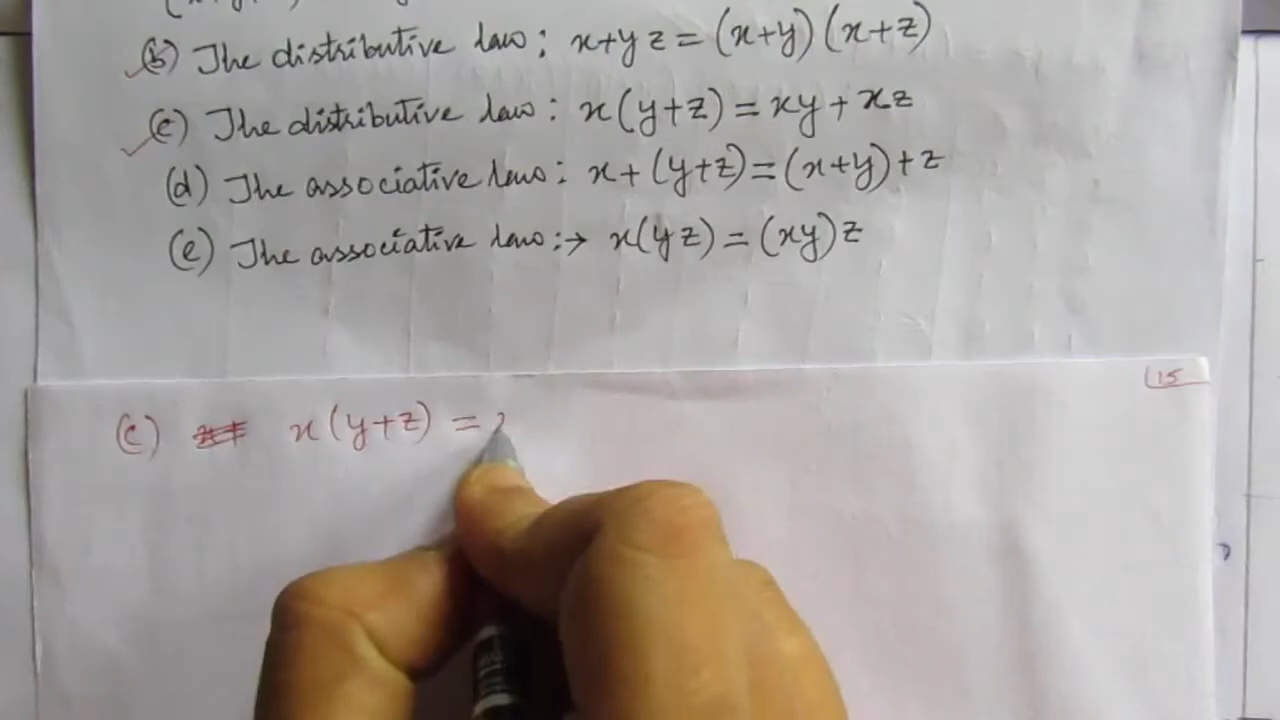 (b) The distributive law : x+yz = (x+y)(x+z)
(c) The distributive law : x(y+z) = xy + xz
(d) The associative law : x+(y+z)=(x+y)+z
(e) The associative law :→ x(yz) = (xy)z
15
(c) x(y+z) =